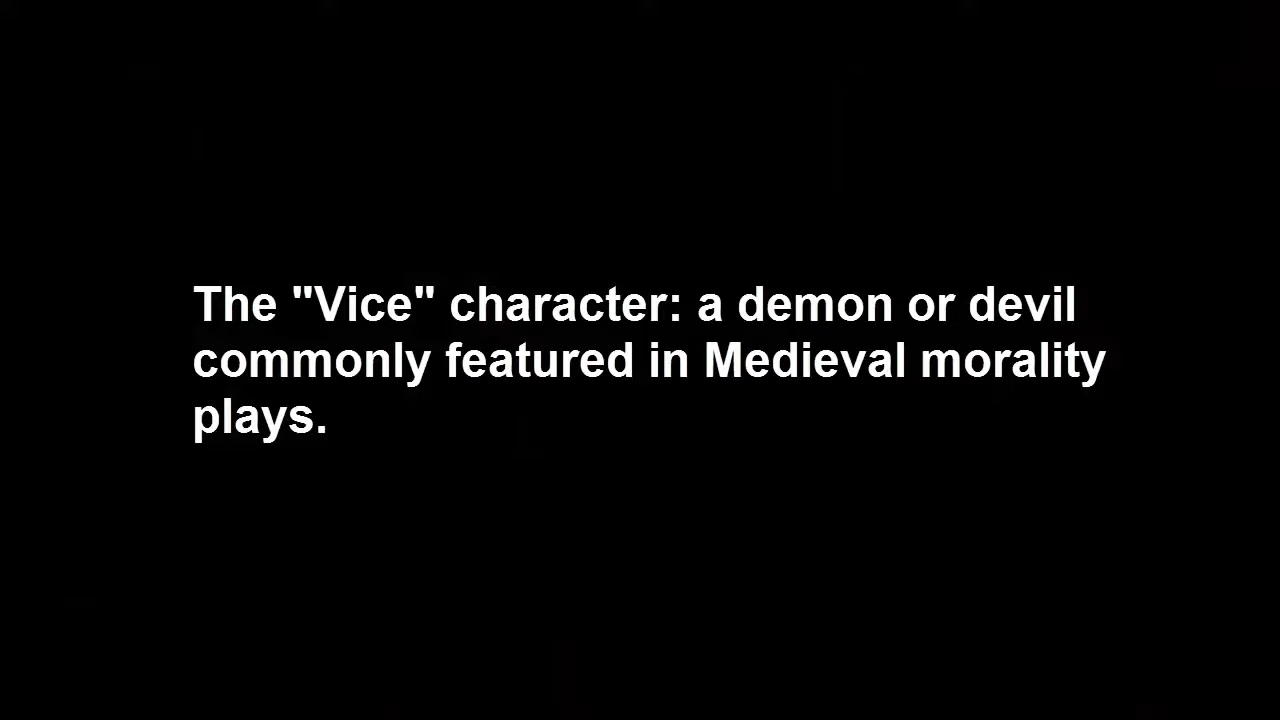 The "Vice" character: a demon or devil
commonly featured in Medieval morality
plays.